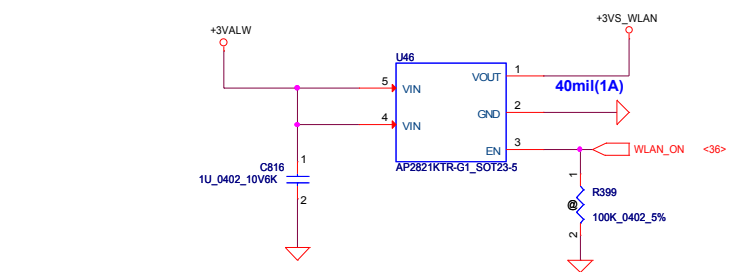 +3VALW
+3VS_WLAN
U46
5 VIN
VOUT 1
40mil(1A)
GND 2
4 VIN
EN 3
WLAN_ON <36>
AP2821KTR-G1_SOT23-5
1
C816
1U_0402_10V6K
2
1
R399
@
100K_0402_5%
2